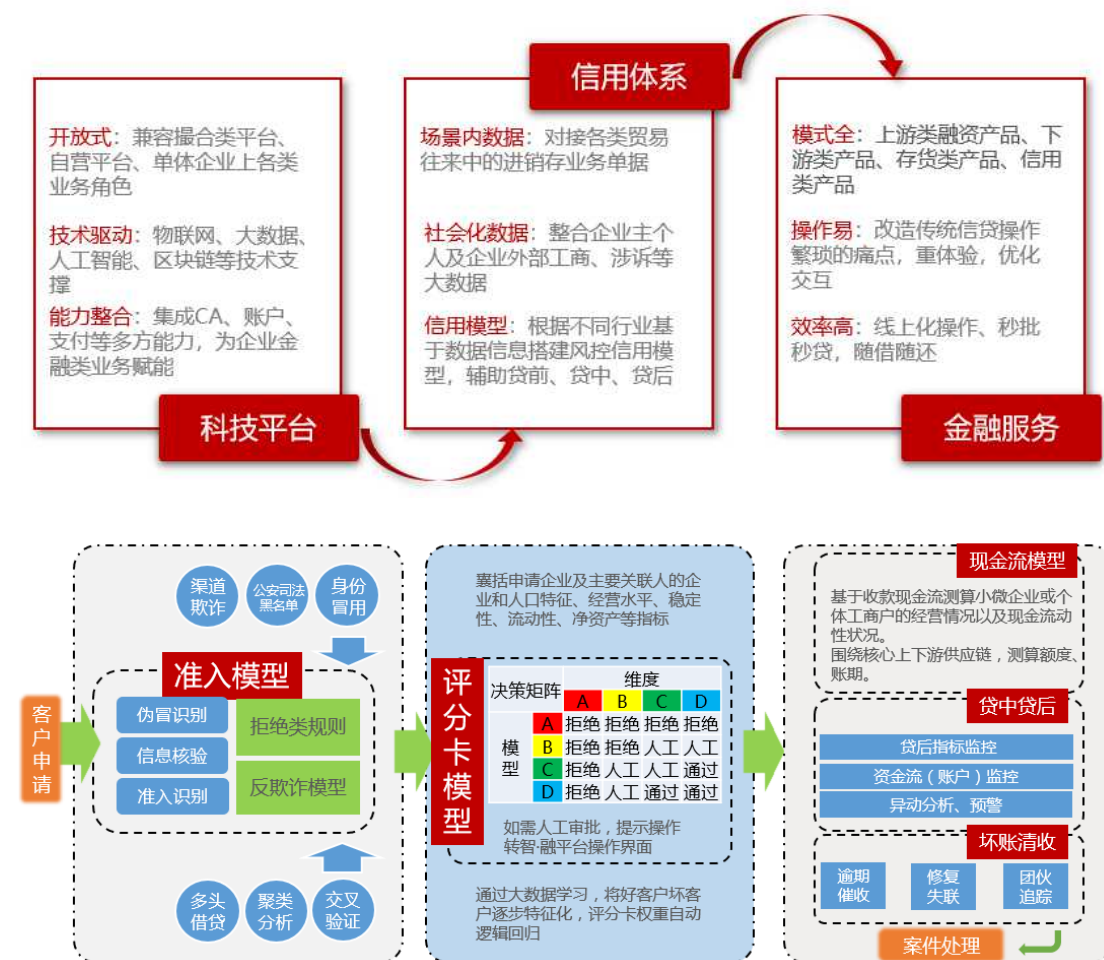 开放式：兼容撮合类平台、
自营平台、单体企业上各类
业务角色
技术驱动：物联网、大数据、
人工智能、区块链等技术支
撑
能力整合：集成CA、账户、
支付等多方能力，为企业金
融类业务赋能
科技平台
信用体系
场景内数据：对接各类贸易
往来中的进销存业务单据
社会化数据：整合企业主个
人及企业外部工商、涉诉等
大数据
信用模型：根据不同行业基
于数据信息搭建风控信用模
型，辅助贷前、贷中、贷后
模式全：上游类融资产品、下
游类产品、存货类产品、信用
类产品
操作易：改造传统信贷操作
繁琐的痛点，重体验，优化
交互
效率高：线上化操作、秒批
秒贷，随借随还
金融服务
客户申请
渠道
欺诈
公安司法
黑名单
身份
冒用
准入模型
伪冒识别
信息核验
准入识别
拒绝类规则
反欺诈模型
多头
借贷
聚类
分析
交叉
验证
囊括申请企业及主要关联人的企
业和人口特征、经营水平、稳定
性、流动性、净资产等指标
评分卡模型
决策矩阵 维度
A B C D
模型
A 拒绝 拒绝 拒绝 拒绝
B 拒绝 拒绝 人工 人工
C 拒绝 人工 人工 通过
D 拒绝 人工 通过 通过
如需人工审批，提示操作
转智·融平台操作界面
通过大数据学习，将好客户坏客
户逐步特征化，评分卡权重自动
逻辑回归
现金流模型
基于收款现金流测算小微企业或个
体工商户的经营情况以及现金流动
性状况。
围绕核心上下游供应链，测算额度、
账期。
贷中贷后
贷后指标监控
资金流（账户）监控
异动分析、预警
坏账清收
逾期
催收
修复
失联
团伙
追踪
案件处理